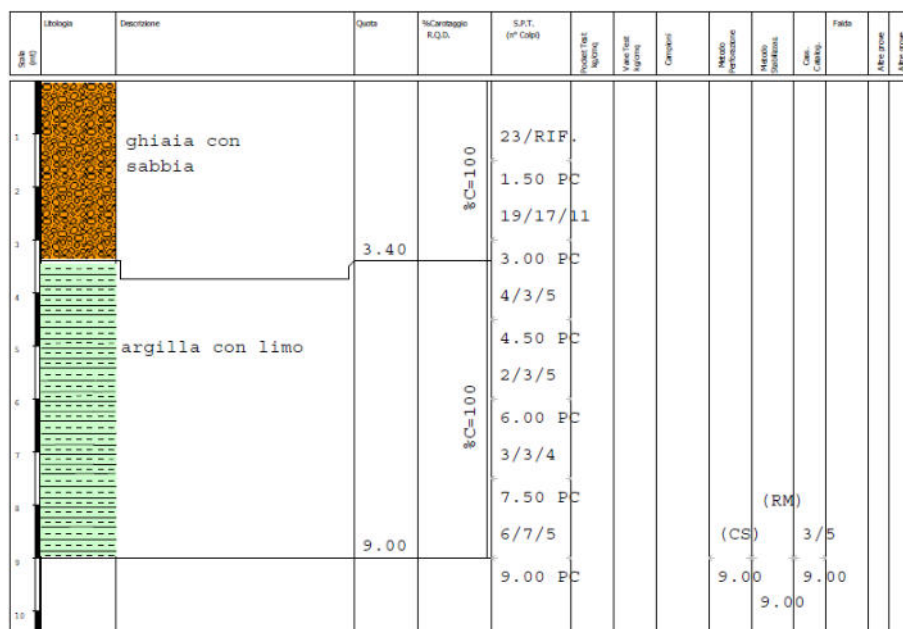 Litologia
Descrizione
Quota
%Carotaggio
R.Q.D.
S.P.T.
(n° Colpi)
Falda
Scala
(mt)
Pocket Test
kg/cmq
Vane Test
kg/cmq
Campioni
Metodo
Perforazione
Metodo
Stabilizzaz.
Cass.
Catalog.
Altre prove
Altre prove
1
ghiaia con
sabbia
%C=100
23/RIF.
1.50 PC
2
19/17/11
3
3.40
3.00 PC
4
4/3/5
4.50 PC
5
argilla con limo
2/3/5
6
%C=100
6.00 PC
7
3/3/4
7.50 PC
8
(RM)
6/7/5
(CS)
3/5
9.00
9
9.00 PC
9.00
9.00
9.00
10